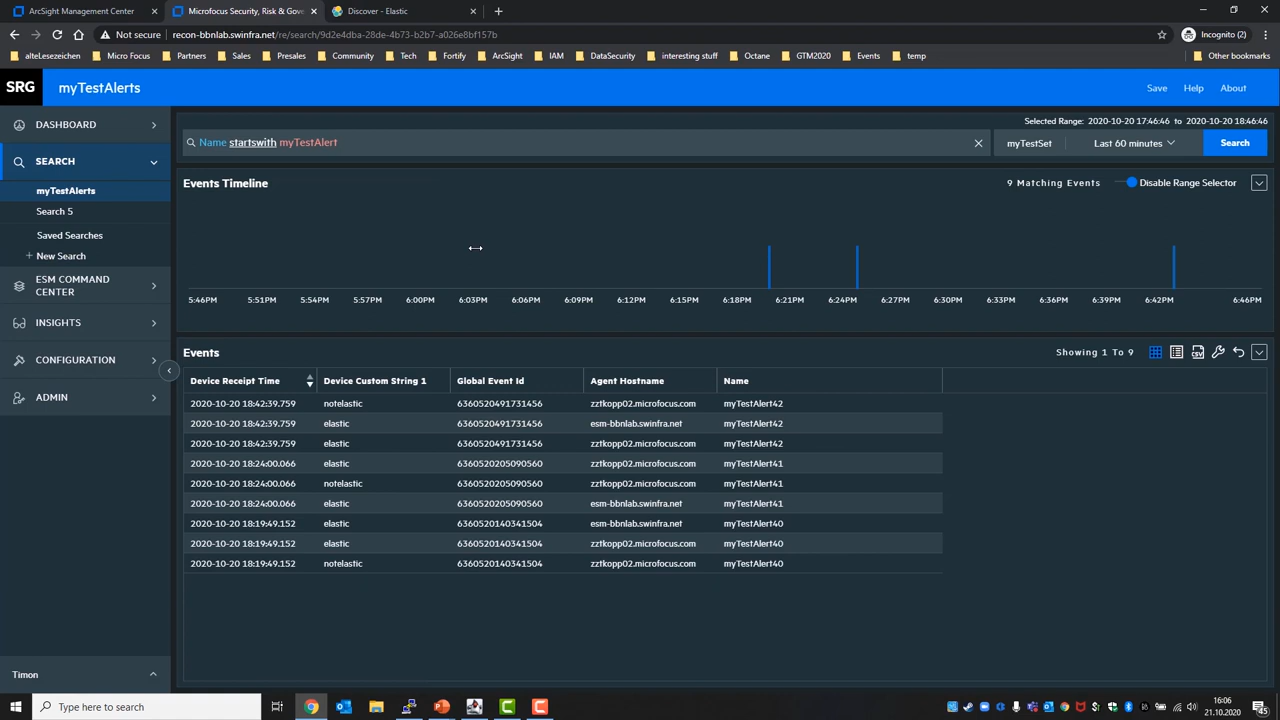 ArcSight Management Center
Microfocus Security, Risk & Gove
Discover - Elastic
Not secure
recon-bbnlab.swinfra.net/re/search/9d2e4dba-28de-4b73-b2b7-a026e8bf157b
Incognito (2)
alteLesezeichen
Micro Focus
Partners
Sales
Presales
Community
Tech
Fortify
ArcSight
IAM
DataSecurity
interesting stuff
Octane
GTM2020
Events
temp
Other bookmarks
SRG
myTestAlerts
Save
Help
About
DASHBOARD
SEARCH
myTestAlerts
Search 5
Saved Searches
New Search
ESM COMMAND
CENTER
INSIGHTS
CONFIGURATION
ADMIN
Timon
Selected Range: 2020-10-20 17:46:46 to 2020-10-20 18:46:46
Name startswith myTestAlert
myTestSet
Last 60 minutes
Search
Events Timeline
9 Matching Events
Disable Range Selector
5:46PM 5:51PM 5:54PM 5:57PM 6:00PM 6:03PM 6:06PM 6:09PM 6:12PM 6:15PM 6:18PM 6:21PM 6:24PM 6:27PM 6:30PM 6:33PM 6:36PM 6:39PM 6:42PM 6:46PM
Events
Showing 1 To 9
CSV
Device Receipt Time Device Custom String 1 Global Event Id Agent Hostname Name
2020-10-20 18:42:39.759 notelastic 6360520491731456 zztkopp02.microfocus.com myTestAlert42
2020-10-20 18:42:39.759 elastic 6360520491731456 esm-bbnlab.swinfra.net myTestAlert42
2020-10-20 18:42:39.759 elastic 6360520491731456 zztkopp02.microfocus.com myTestAlert42
2020-10-20 18:24:00.066 elastic 6360520205090560 zztkopp02.microfocus.com myTestAlert41
2020-10-20 18:24:00.066 notelastic 6360520205090560 zztkopp02.microfocus.com myTestAlert41
2020-10-20 18:24:00.066 elastic 6360520205090560 esm-bbnlab.swinfra.net myTestAlert41
2020-10-20 18:19:49.152 elastic 6360520140341504 esm-bbnlab.swinfra.net myTestAlert40
2020-10-20 18:19:49.152 elastic 6360520140341504 zztkopp02.microfocus.com myTestAlert40
2020-10-20 18:19:49.152 notelastic 6360520140341504 zztkopp02.microfocus.com myTestAlert40
Type here to search
16:06
21.10.2020